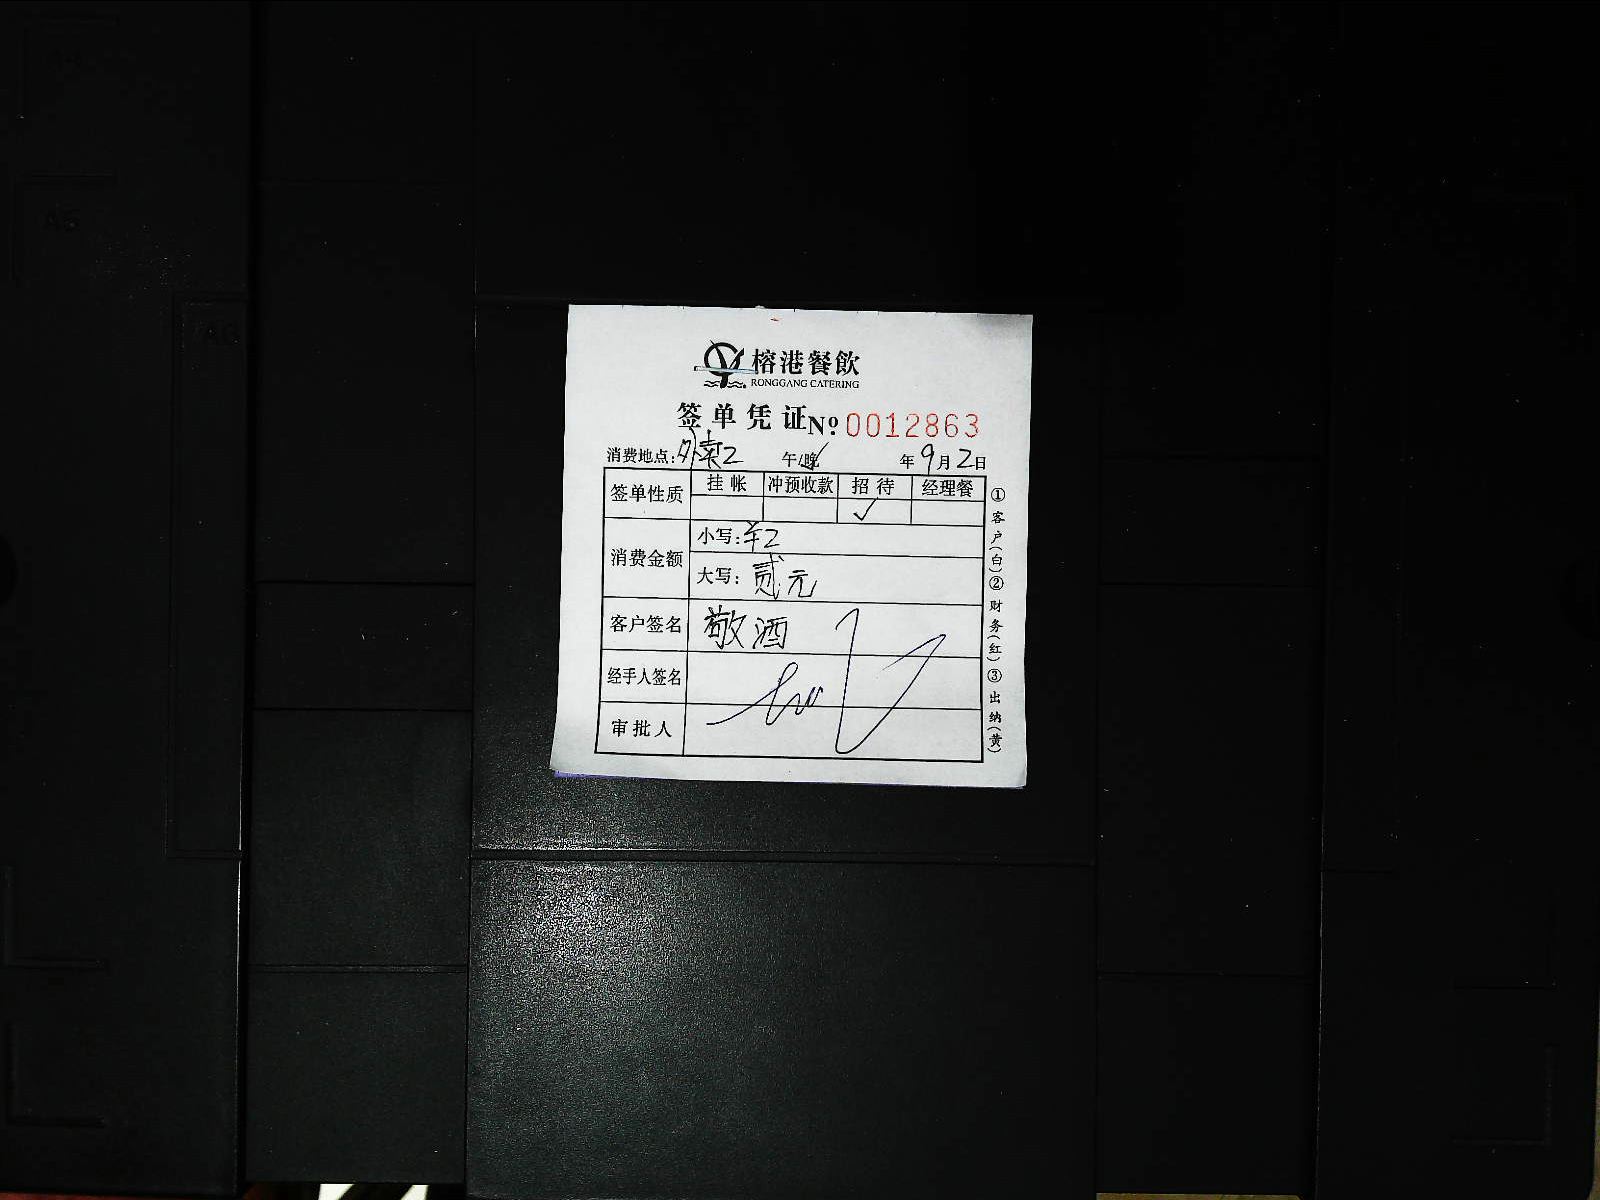 榕港餐飲
RONGGANG CATERING
签单凭证 № 0012863
消费地点:外卖2 午/晚✓ 年9月2日
签单性质 挂帐 冲预收款 招待 经理餐
✓
消费金额 小写:¥2
大写:贰元
客户签名 敬酒
经手人签名
审批人
①客户(白)②财务(红)③出纳(黄)
A5
A6